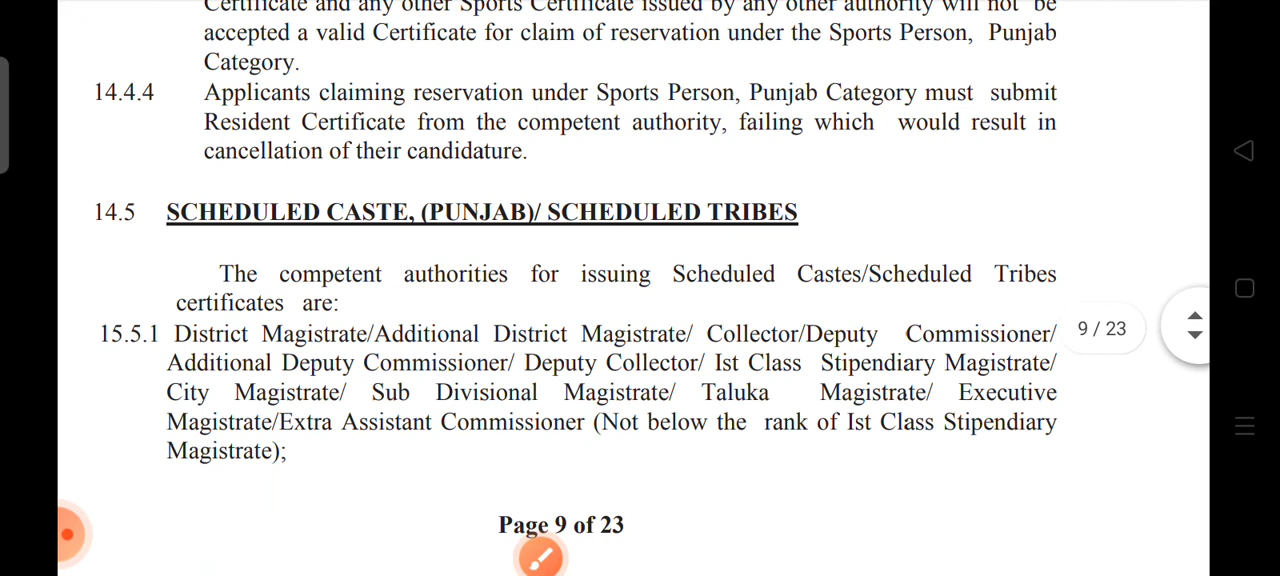 Certificate and any other Sports Certificate issued by any other authority will not be
accepted a valid Certificate for claim of reservation under the Sports Person, Punjab
Category.
14.4.4 Applicants claiming reservation under Sports Person, Punjab Category must submit
Resident Certificate from the competent authority, failing which would result in
cancellation of their candidature.
14.5 SCHEDULED CASTE, (PUNJAB)/ SCHEDULED TRIBES
The competent authorities for issuing Scheduled Castes/Scheduled Tribes
certificates are:
15.5.1 District Magistrate/Additional District Magistrate/ Collector/Deputy Commissioner/
Additional Deputy Commissioner/ Deputy Collector/ Ist Class Stipendiary Magistrate/
City Magistrate/ Sub Divisional Magistrate/ Taluka Magistrate/ Executive
Magistrate/Extra Assistant Commissioner (Not below the rank of Ist Class Stipendiary
Magistrate);
9 / 23
Page 9 of 23